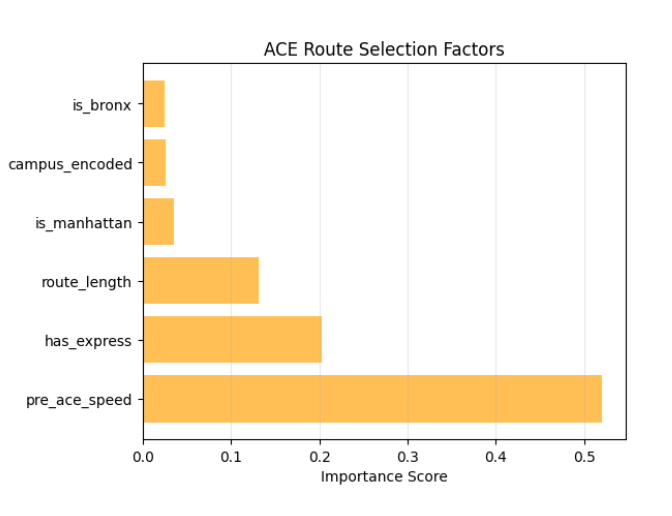 ACE Route Selection Factors
is_bronx
campus_encoded
is_manhattan
route_length
has_express
pre_ace_speed
0.0 0.1 0.2 0.3 0.4 0.5
Importance Score